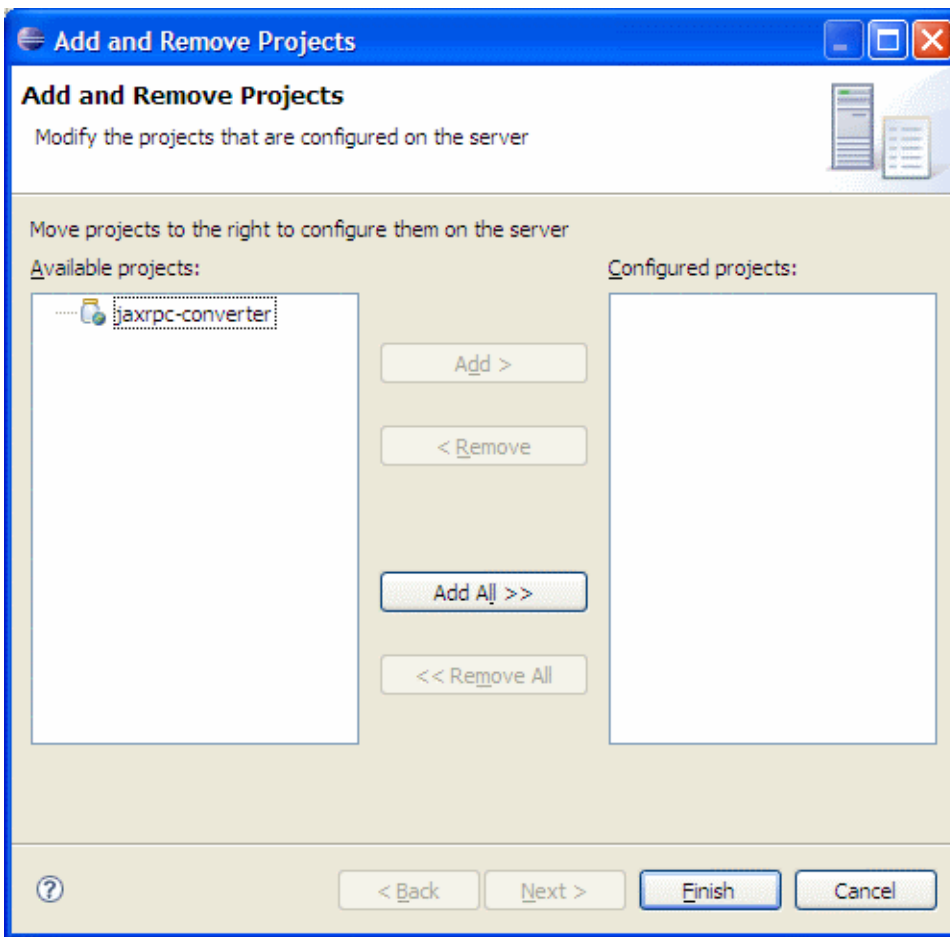 Add and Remove Projects
Add and Remove Projects
Modify the projects that are configured on the server
Move projects to the right to configure them on the server
Available projects:
Configured projects:
jaxrpc-converter
Add >
< Remove
Add All >>
<< Remove All
?
< Back
Next >
Finish
Cancel